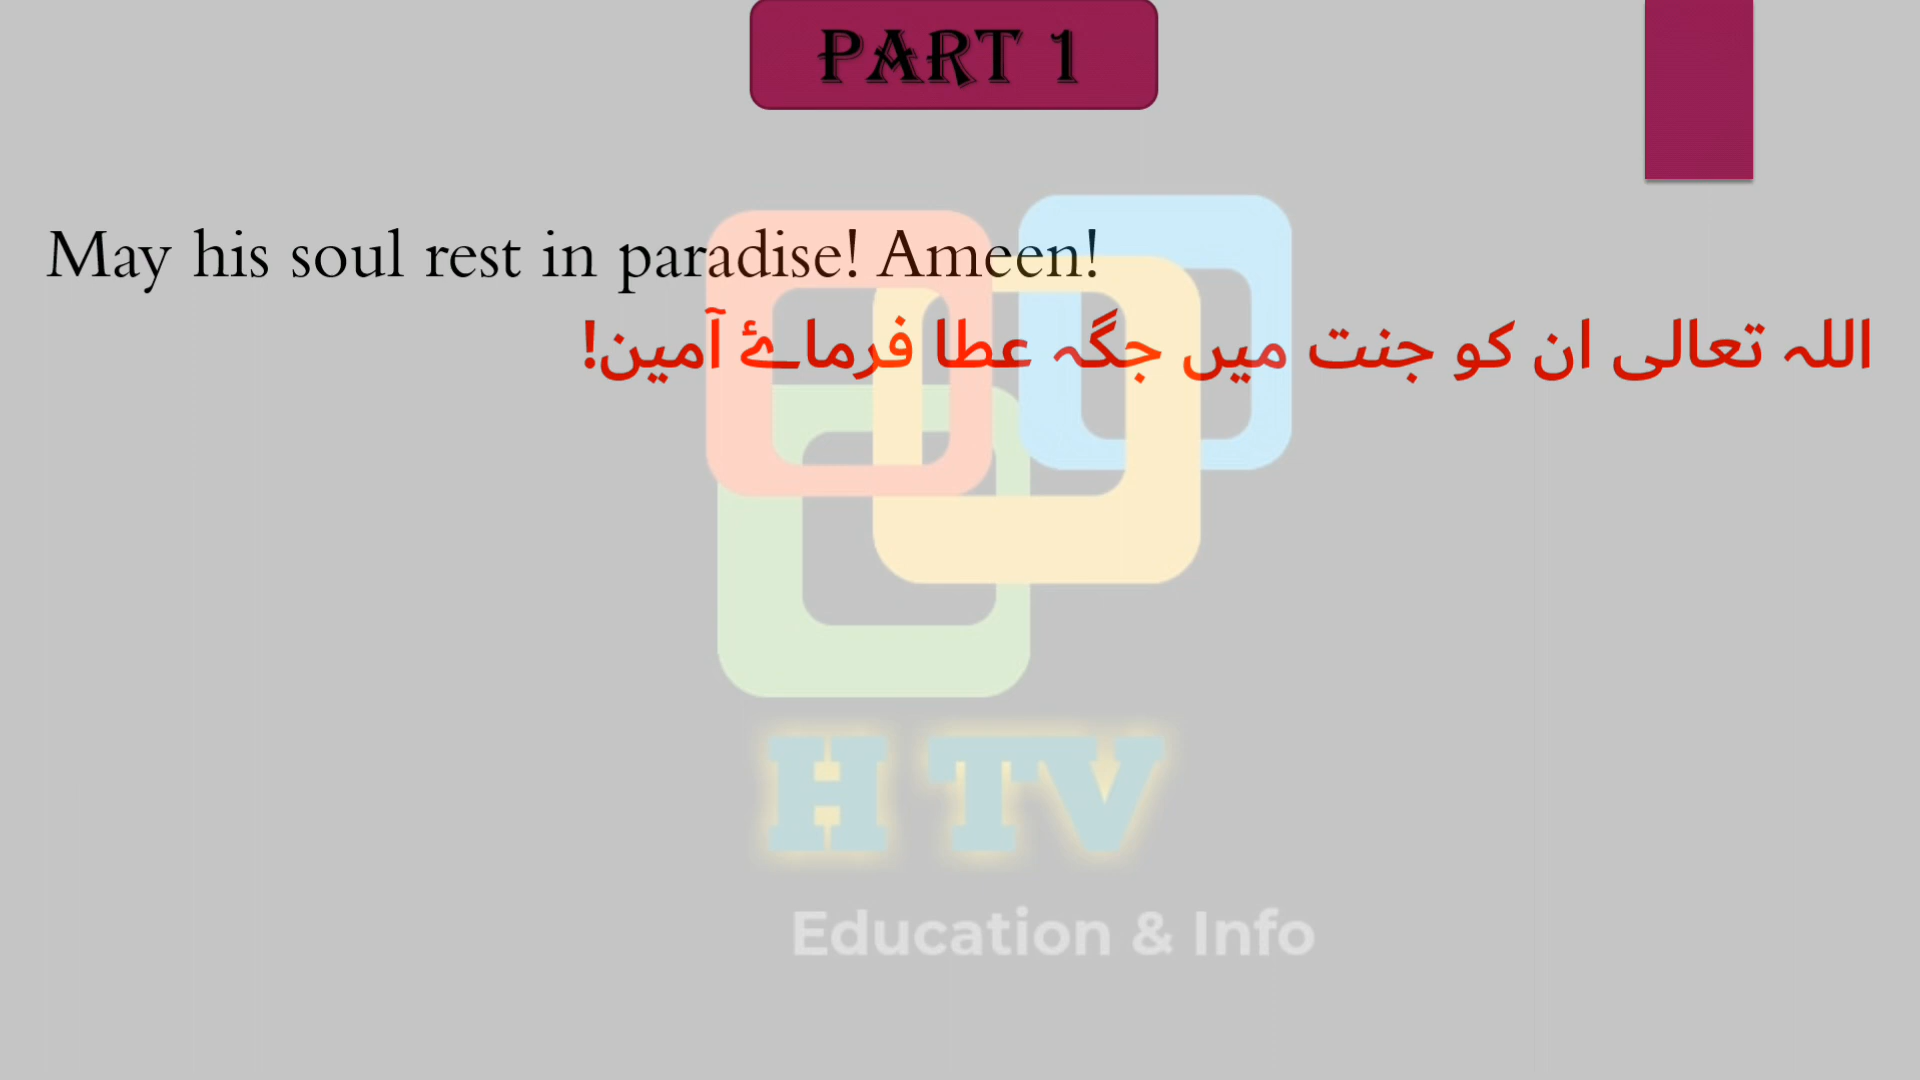 PART 1
May his soul rest in paradise! Ameen!
اللہ تعالی ان کو جنت میں جگہ عطا فرماۓ آمین!
H TV
Education & Info